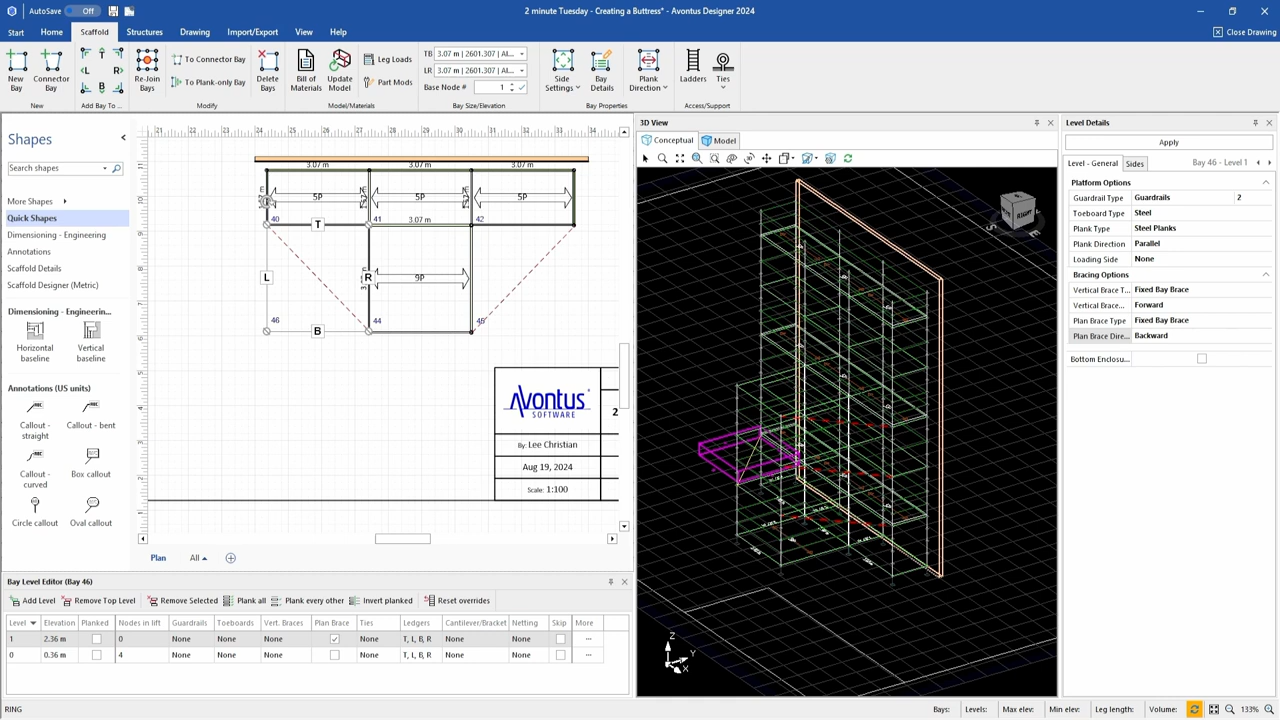 AutoSave Off 2 minute Tuesday - Creating a Buttress* - Avontus Designer 2024
Start Home Scaffold Structures Drawing Import/Export View Help Close Drawing
New Bay
Connector Bay
New
T
L R
B
Add Bay To ...
Re-Join Bays
To Connector Bay
To Plank-only Bay
Delete Bays
Modify
Bill of Materials
Update Model
Leg Loads
Part Mods
Model/Materials
TB 3.07 m | 2601.307 | Al...
LR 3.07 m | 2601.307 | Al...
Base Node # 1
Bay Size/Elevation
Side Settings
Bay Details
Plank Direction
Bay Properties
Ladders
Ties
Access/Support
Shapes
Search shapes
More Shapes
Quick Shapes
Dimensioning - Engineering
Annotations
Scaffold Details
Scaffold Designer (Metric)
Dimensioning - Engineerin...
Horizontal baseline
Vertical baseline
Annotations (US units)
Callout - straight
Callout - bent
Callout - curved
Box callout
Circle callout
Oval callout
21 24 25 28 29 31 34
3.07 m 3.07 m 3.07 m
5P 5P 5P
40 T 41 3.07 m 42
L R 9P
46 B 44 45
Avontus
SOFTWARE
By: Lee Christian
Aug 19, 2024
Scale: 1:100
2
Plan All
3D View
Conceptual Model
RIGHT
S E
Z
Y
X
Level Details
Apply
Level - General Sides Bay 46 - Level 1
Platform Options
Guardrail Type Guardrails 2
Toeboard Type Steel
Plank Type Steel Planks
Plank Direction Parallel
Loading Side None
Bracing Options
Vertical Brace T... Fixed Bay Brace
Vertical Brace... Forward
Plan Brace Type Fixed Bay Brace
Plan Brace Dire... Backward
Bottom Enclosu...
Bay Level Editor (Bay 46)
Add Level Remove Top Level Remove Selected Plank all Plank every other Invert planked Reset overrides
Level Elevation Planked Nodes in lift Guardrails Toeboards Vert. Braces Plan Brace Ties Ledgers Cantilever/Bracket Netting Skip More
1 2.36 m 0 None None None None T, L, B, R None None ...
0 0.36 m 4 None None None None T, L, B, R None None ...
RING Bays: Levels: Max elev: Min elev: Leg length: Volume: 133%